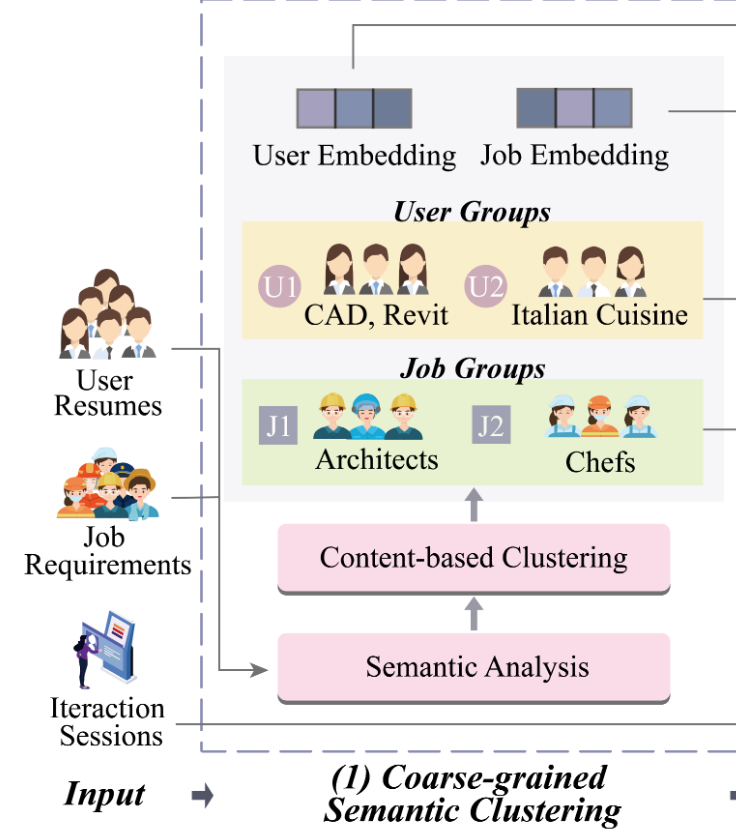 User Embedding
Job Embedding
User Groups
U1
CAD, Revit
U2
Italian Cuisine
Job Groups
J1
Architects
J2
Chefs
User
Resumes
Job
Requirements
Content-based Clustering
Semantic Analysis
Iteraction
Sessions
Input
(1) Coarse-grained
Semantic Clustering